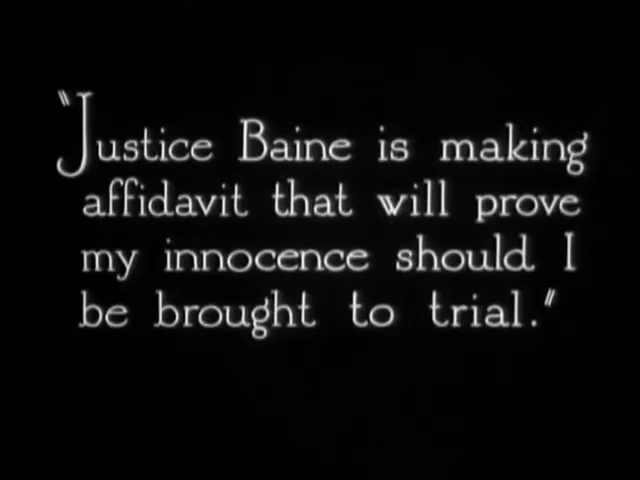 "Justice Baine is making
affidavit that will prove
my innocence should I
be brought to trial."